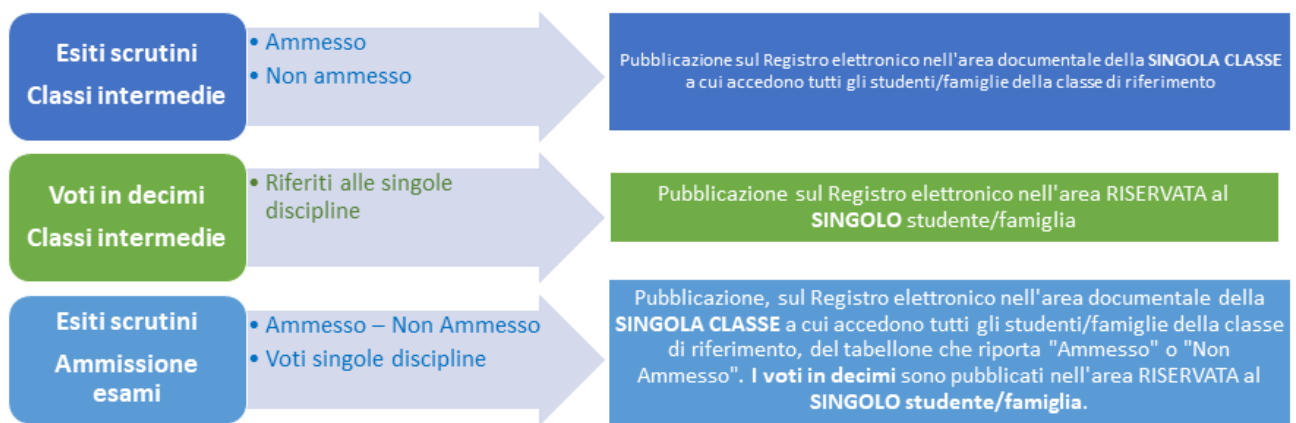 Esiti scrutini
Classi intermedie
• Ammesso
• Non ammesso
Pubblicazione sul Registro elettronico nell'area documentale della SINGOLA CLASSE
a cui accedono tutti gli studenti/famiglie della classe di riferimento
Voti in decimi
Classi intermedie
• Riferiti alle singole
discipline
Pubblicazione sul Registro elettronico nell'area RISERVATA al
SINGOLO studente/famiglia
Esiti scrutini
Ammissione
esami
• Ammesso – Non Ammesso
• Voti singole discipline
Pubblicazione, sul Registro elettronico nell'area documentale della
SINGOLA CLASSE a cui accedono tutti gli studenti/famiglie della classe
di riferimento, del tabellone che riporta "Ammesso" o "Non
Ammesso". I voti in decimi sono pubblicati nell'area RISERVATA al
SINGOLO studente/famiglia.